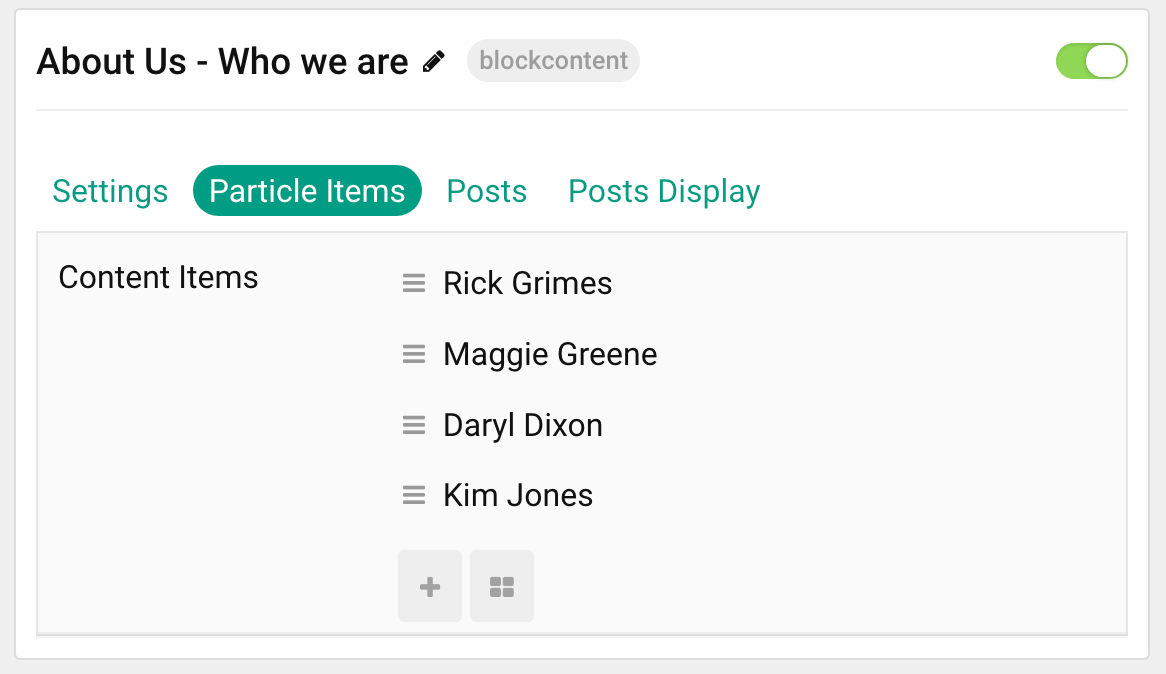 About Us - Who we are blockcontent
Settings Particle Items Posts Posts Display
Content Items
Rick Grimes
Maggie Greene
Daryl Dixon
Kim Jones